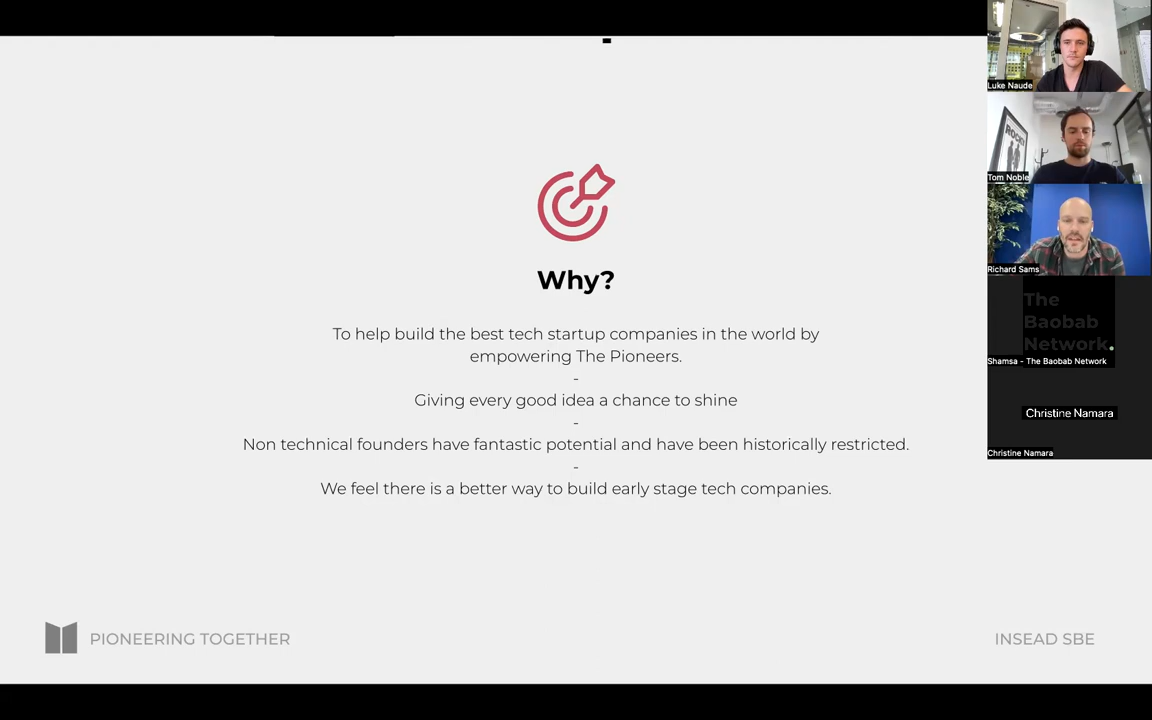 Why?
To help build the best tech startup companies in the world by
empowering The Pioneers.
-
Giving every good idea a chance to shine
-
Non technical founders have fantastic potential and have been historically restricted.
-
We feel there is a better way to build early stage tech companies.
PIONEERING TOGETHER
INSEAD SBE
Luke Naude
ROCKY
Tom Noble
Richard Sams
The
Baobab
Network.
Shamsa - The Baobab Network
Christine Namara
Christine Namara